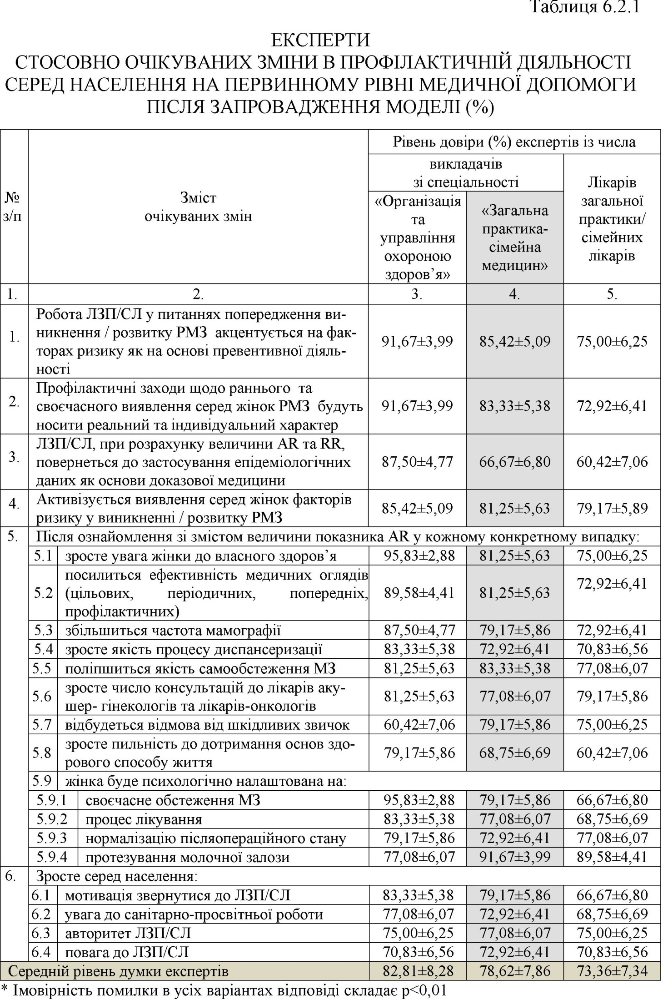 Таблиця 6.2.1
ЕКСПЕРТИ
СТОСОВНО ОЧІКУВАНИХ ЗМІНИ В ПРОФІЛАКТИЧНІЙ ДІЯЛЬНОСТІ
СЕРЕД НАСЕЛЕННЯ НА ПЕРВИННОМУ РІВНІ МЕДИЧНОЇ ДОПОМОГИ
ПІСЛЯ ЗАПРОВАДЖЕННЯ МОДЕЛІ (%)
№
з/п
Зміст
очікуваних змін
Рівень довіри (%) експертів із числа
викладачів
зі спеціальності
«Організація
та
управління
охороною
здоров’я»
«Загальна
практика-
сімейна
медицин»
Лікарів
загальної
практики/
сімейних
лікарів
1. 2. 3. 4. 5.
1.
Робота ЛЗП/СЛ у питаннях попередження ви-
никнення / розвитку РМЗ акцентується на фак-
торах ризику як на основі превентивної діяль-
ності
91,67±3,99 85,42±5,09 75,00±6,25
2.
Профілактичні заходи щодо раннього та
своєчасного виявлення серед жінок РМЗ будуть
носити реальний та індивідуальний характер
91,67±3,99 83,33±5,38 72,92±6,41
3.
ЛЗП/СЛ, при розрахунку величини AR та RR,
повернеться до застосування епідеміологічних
даних як основи доказової медицини
87,50±4,77 66,67±6,80 60,42±7,06
4.
Активізується виявлення серед жінок факторів
ризику у виникненні / розвитку РМЗ
85,42±5,09 81,25±5,63 79,17±5,89
5. Після ознайомлення зі змістом величини показника AR у кожному конкретному випадку:
5.1 зросте увага жінки до власного здоров’я 95,83±2,88 81,25±5,63 75,00±6,25
5.2
посилиться ефективність медичних оглядів
(цільових, періодичних, попередніх,
профілактичних)
89,58±4,41 81,25±5,63 72,92±6,41
5.3 збільшиться частота мамографії 87,50±4,77 79,17±5,86 72,92±6,41
5.4 зросте якість процесу диспансеризації 83,33±5,38 72,92±6,41 70,83±6,56
5.5 поліпшиться якість самообстеження МЗ 81,25±5,63 83,33±5,38 77,08±6,07
5.6
зросте число консультацій до лікарів аку-
шер- гінекологів та лікарів-онкологів
81,25±5,63 77,08±6,07 79,17±5,86
5.7 відбудеться відмова від шкідливих звичок 60,42±7,06 79,17±5,86 75,00±6,25
5.8
зросте пильність до дотримання основ здо-
рового способу життя
79,17±5,86 68,75±6,69 60,42±7,06
5.9 жінка буде психологічно налаштована на:
5.9.1 своєчасне обстеження МЗ 95,83±2,88 79,17±5,86 66,67±6,80
5.9.2 процес лікування 83,33±5,38 77,08±6,07 68,75±6,69
5.9.3 нормалізацію післяопераційного стану 79,17±5,86 72,92±6,41 77,08±6,07
5.9.4 протезування молочної залози 77,08±6,07 91,67±3,99 89,58±4,41
6. Зросте серед населення:
6.1 мотивація звернутися до ЛЗП/СЛ 83,33±5,38 79,17±5,86 66,67±6,80
6.2 увага до санітарно-просвітньої роботи 77,08±6,07 72,92±6,41 68,75±6,69
6.3 авторитет ЛЗП/СЛ 75,00±6,25 77,08±6,07 75,00±6,25
6.4 повага до ЛЗП/СЛ 70,83±6,56 72,92±6,41 70,83±6,56
Середній рівень думки експертів 82,81±8,28 78,62±7,86 73,36±7,34
* Імовірність помилки в усіх варіантах відповіді складає p<0,01